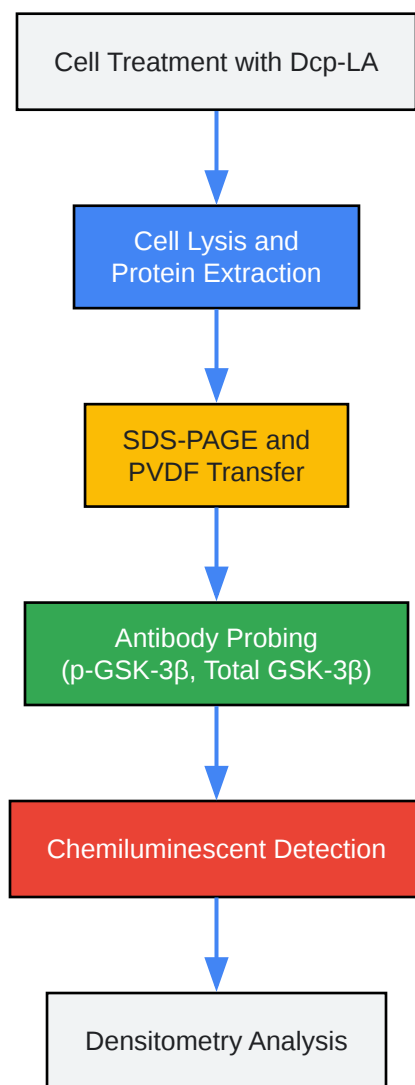 Cell Treatment with Dcp-LA
Cell Lysis and
Protein Extraction
SDS-PAGE and
PVDF Transfer
Antibody Probing
(p-GSK-3β, Total GSK-3β)
Chemiluminescent Detection
Densitometry Analysis